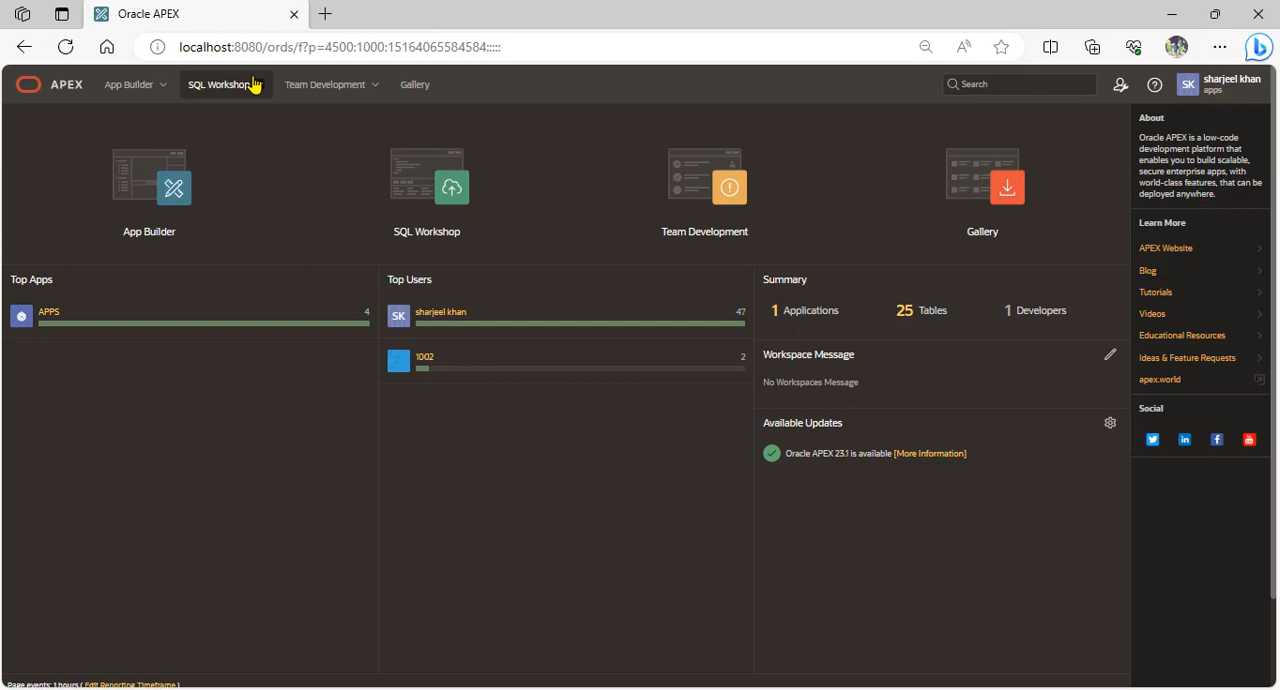 Oracle APEX
localhost:8080/ords/f?p=4500:1000:15164065584584:::::
APEX
App Builder
SQL Workshop
Team Development
Gallery
Search
SK
sharjeel khan
apps
App Builder
SQL Workshop
Team Development
Gallery
About
Oracle APEX is a low-code
development platform that
enables you to build scalable,
secure enterprise apps, with
world-class features, that can be
deployed anywhere.
Learn More
APEX Website
Blog
Tutorials
Videos
Educational Resources
Ideas & Feature Requests
apex.world
Social
Top Apps
APPS 4
Top Users
SK sharjeel khan 47
1002 2
Summary
1 Applications 25 Tables 1 Developers
Workspace Message
No Workspaces Message
Available Updates
Oracle APEX 23.1 is available [More Information]
Page events: 1 hours ( Edit Reporting Timeframe )